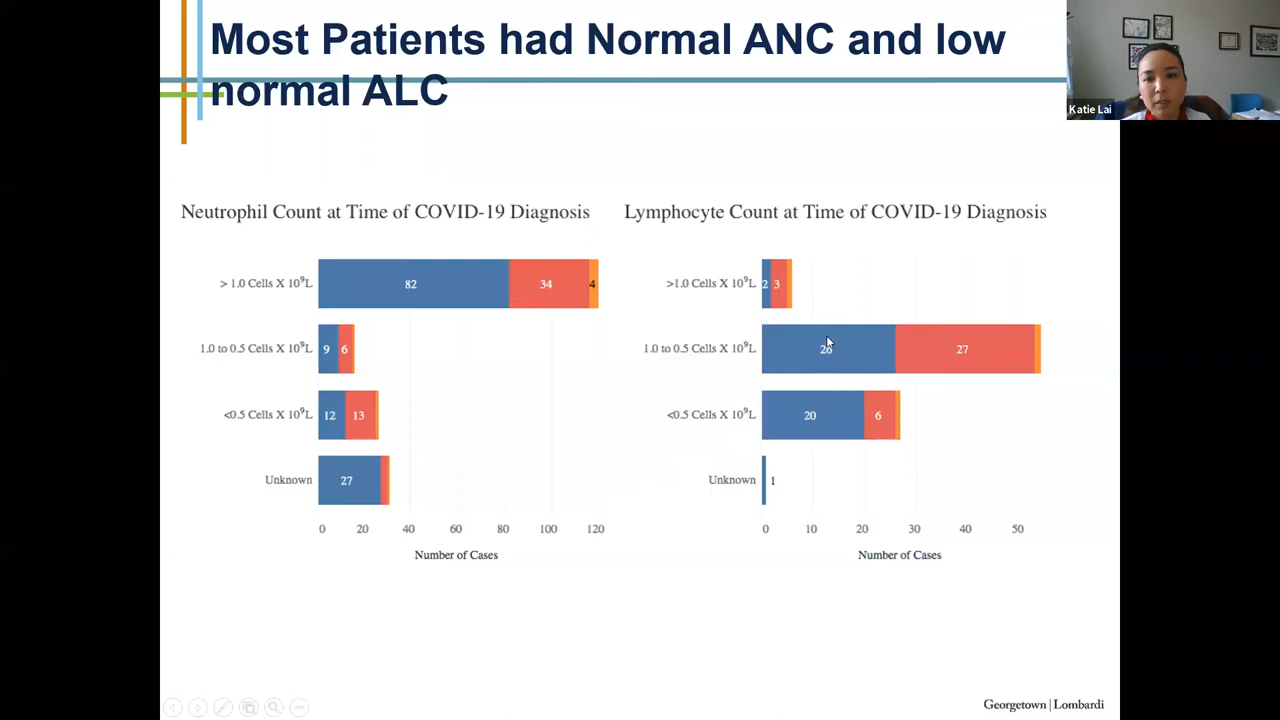 Most Patients had Normal ANC and low
normal ALC
Katie Lai
Neutrophil Count at Time of COVID-19 Diagnosis
> 1.0 Cells X 10⁹L
82
34
4
1.0 to 0.5 Cells X 10⁹L
9
6
<0.5 Cells X 10⁹L
12
13
Unknown
27
0 20 40 60 80 100 120
Number of Cases
Lymphocyte Count at Time of COVID-19 Diagnosis
>1.0 Cells X 10⁹L
2
3
1.0 to 0.5 Cells X 10⁹L
26
27
<0.5 Cells X 10⁹L
20
6
Unknown
1
0 10 20 30 40 50
Number of Cases
Georgetown | Lombardi